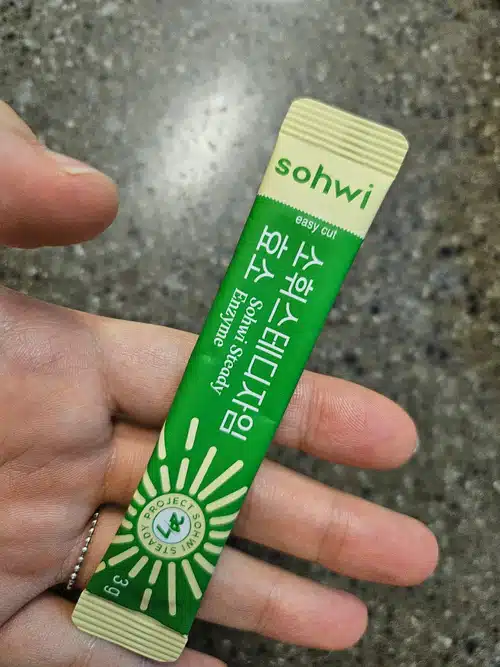 sohwi
easy cut
소휘스테디자임
효소
Sohwi Steady
Enzyme
PROJECT SOHWI STEADY
3g